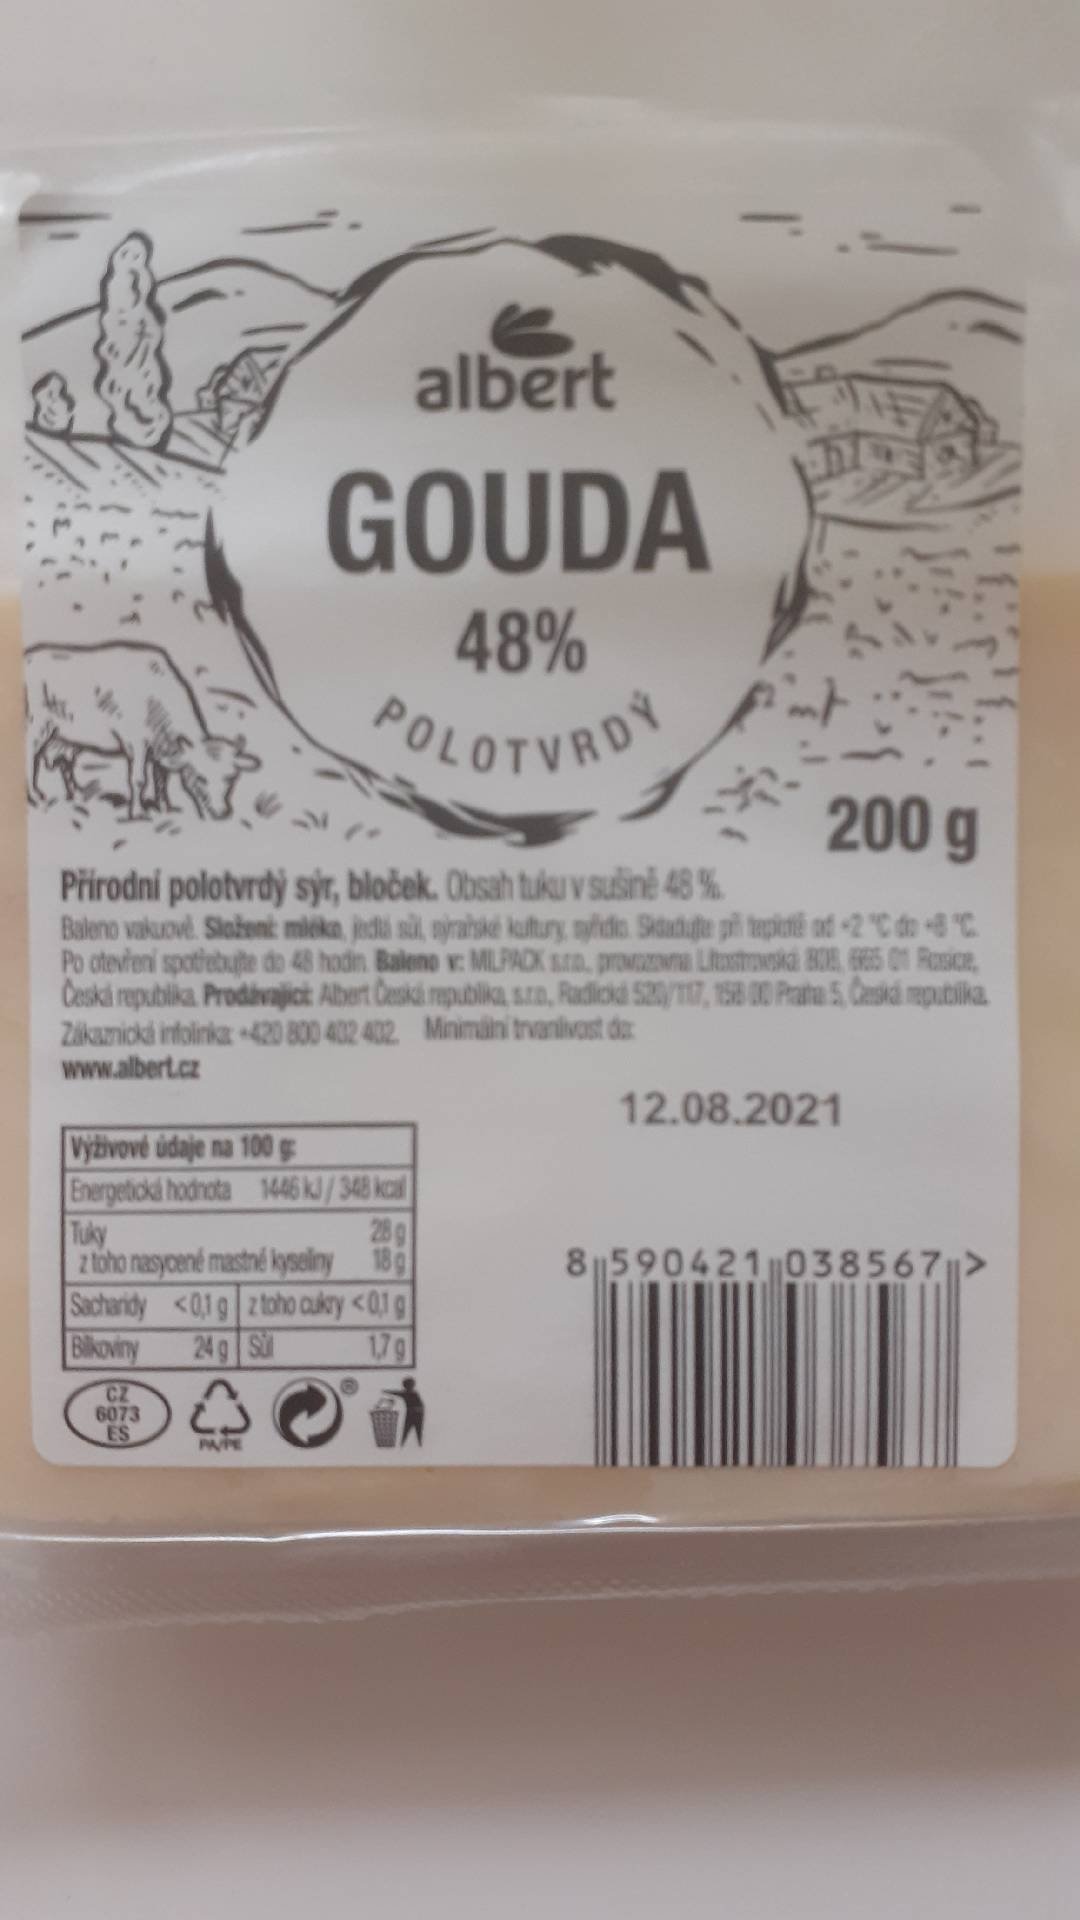 albert
GOUDA
48%
POLOTVRDÝ
200 g
Přírodní polotvrdý sýr, bloček. Obsah tuku v sušině 48 %.
Baleno vakuově. Složení: mléko, jedlá sůl, sýrařské kultury, syřidlo. Skladujte při teplotě od +2 °C do +8 °C.
Po otevření spotřebujte do 48 hodin. Baleno v: MILPACK s.r.o., provozovna Litostrovská 805, 665 01 Rosice,
Česká republika. Prodávající: Albert Česká republika, s.r.o., Radlická 520/117, 158 00 Praha 5, Česká republika.
Zákaznická infolinka: +420 800 402 402. Minimální trvanlivost do:
www.albert.cz
12.08.2021
Výživové údaje na 100 g:
Energetická hodnota 1446 kJ / 348 kcal
Tuky 28 g
z toho nasycené mastné kyseliny 18 g
Sacharidy <0,1 g z toho cukry <0,1 g
Bílkoviny 24 g Sůl 1,7 g
8 590421 038567 >
CZ
6073
ES
PA/PE
®